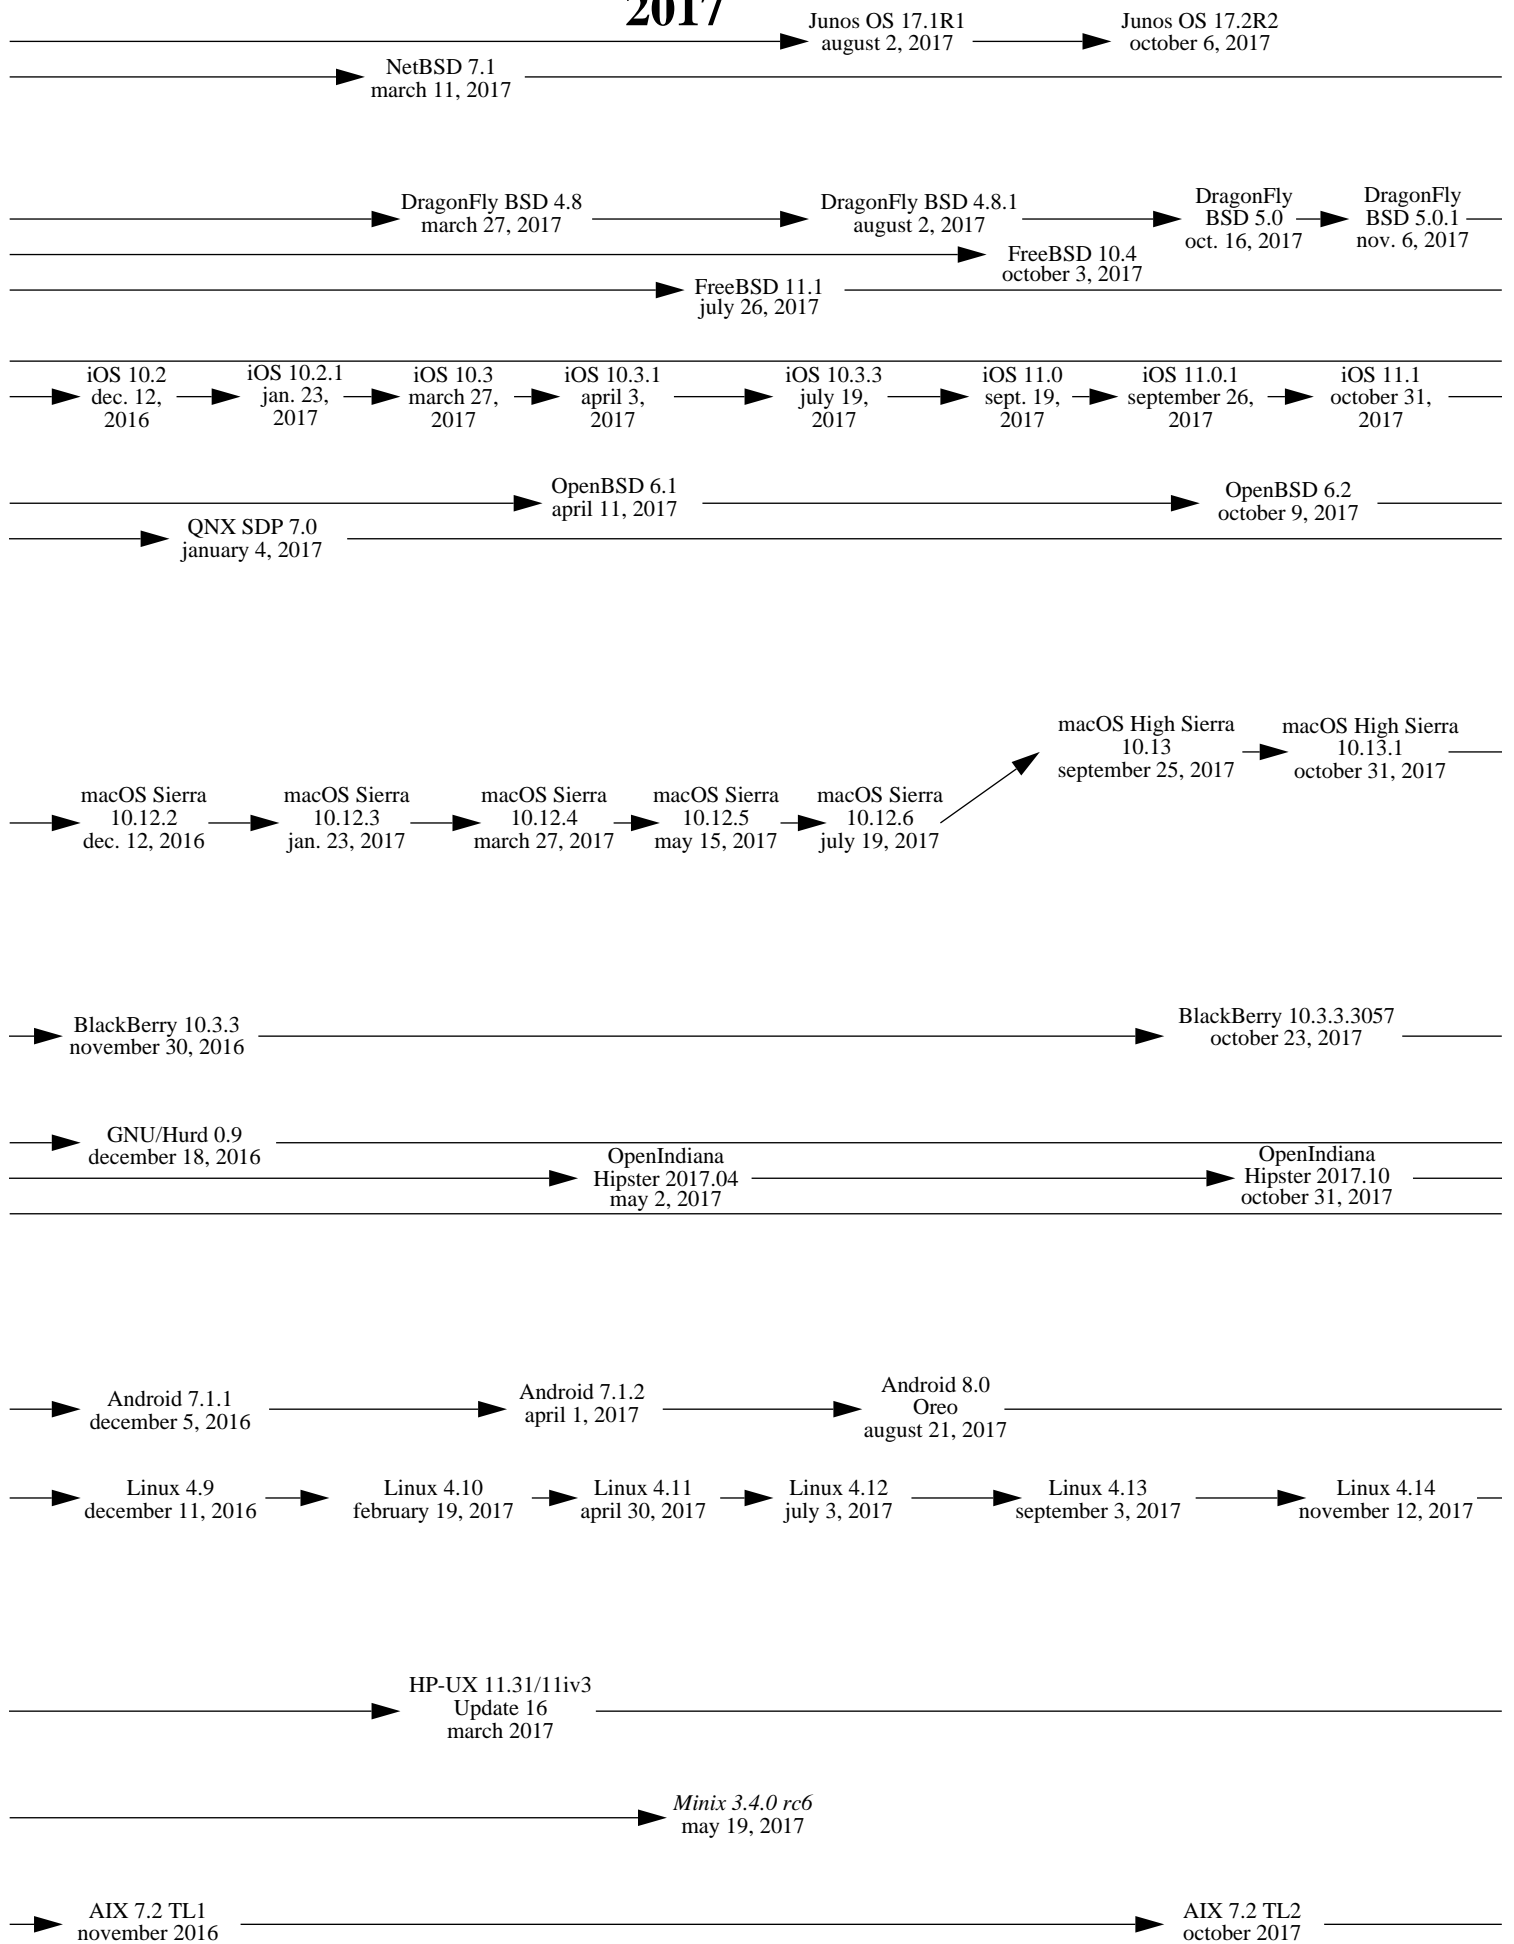 2017
Junos OS 17.1R1
august 2, 2017
Junos OS 17.2R2
october 6, 2017
NetBSD 7.1
march 11, 2017
DragonFly BSD 4.8
march 27, 2017
DragonFly BSD 4.8.1
august 2, 2017
DragonFly
BSD 5.0
oct. 16, 2017
DragonFly
BSD 5.0.1
nov. 6, 2017
FreeBSD 10.4
october 3, 2017
FreeBSD 11.1
july 26, 2017
iOS 10.2
dec. 12,
2016
iOS 10.2.1
jan. 23,
2017
iOS 10.3
march 27,
2017
iOS 10.3.1
april 3,
2017
iOS 10.3.3
july 19,
2017
iOS 11.0
sept. 19,
2017
iOS 11.0.1
september 26,
2017
iOS 11.1
october 31,
2017
OpenBSD 6.1
april 11, 2017
OpenBSD 6.2
october 9, 2017
QNX SDP 7.0
january 4, 2017
macOS High Sierra
10.13
september 25, 2017
macOS High Sierra
10.13.1
october 31, 2017
macOS Sierra
10.12.2
dec. 12, 2016
macOS Sierra
10.12.3
jan. 23, 2017
macOS Sierra
10.12.4
march 27, 2017
macOS Sierra
10.12.5
may 15, 2017
macOS Sierra
10.12.6
july 19, 2017
BlackBerry 10.3.3
november 30, 2016
BlackBerry 10.3.3.3057
october 23, 2017
GNU/Hurd 0.9
december 18, 2016
OpenIndiana
Hipster 2017.04
may 2, 2017
OpenIndiana
Hipster 2017.10
october 31, 2017
Android 7.1.1
december 5, 2016
Android 7.1.2
april 1, 2017
Android 8.0
Oreo
august 21, 2017
Linux 4.9
december 11, 2016
Linux 4.10
february 19, 2017
Linux 4.11
april 30, 2017
Linux 4.12
july 3, 2017
Linux 4.13
september 3, 2017
Linux 4.14
november 12, 2017
HP-UX 11.31/11iv3
Update 16
march 2017
Minix 3.4.0 rc6
may 19, 2017
AIX 7.2 TL1
november 2016
AIX 7.2 TL2
october 2017